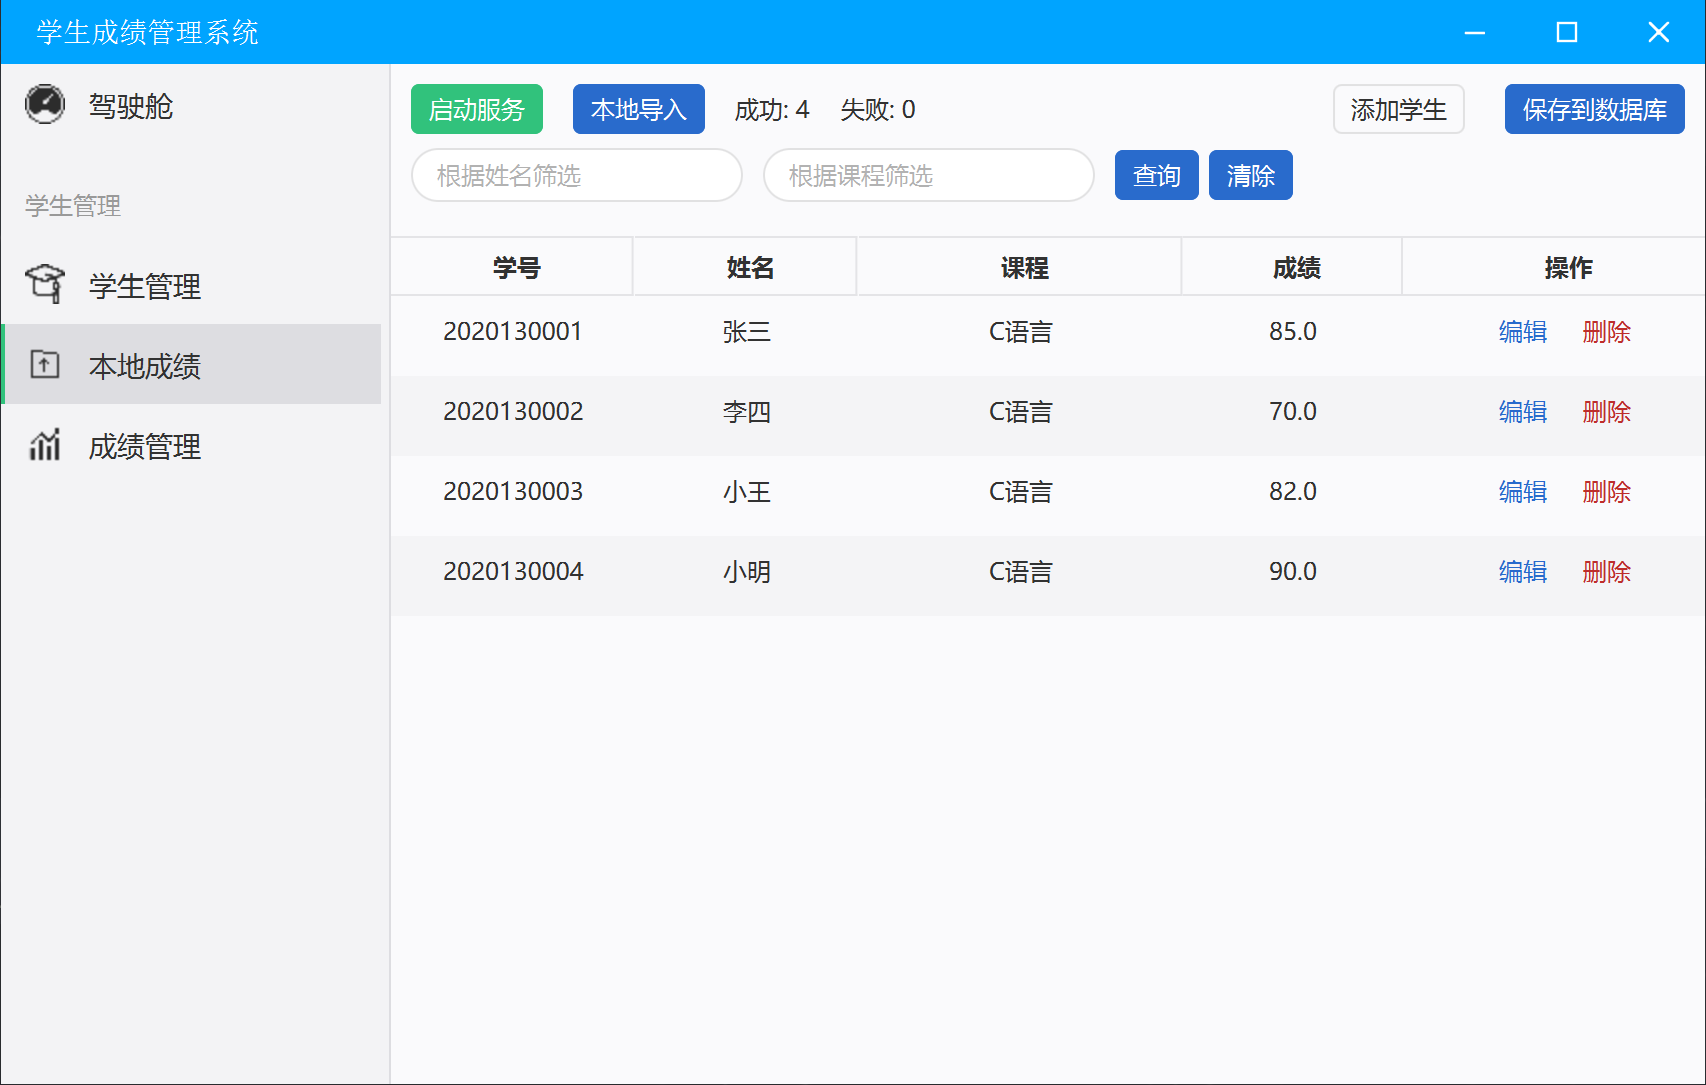 学生成绩管理系统
驾驶舱
学生管理
学生管理
本地成绩
成绩管理
启动服务 本地导入 成功: 4 失败: 0 添加学生 保存到数据库
根据姓名筛选 根据课程筛选 查询 清除
学号 姓名 课程 成绩 操作
2020130001 张三 C语言 85.0 编辑 删除
2020130002 李四 C语言 70.0 编辑 删除
2020130003 小王 C语言 82.0 编辑 删除
2020130004 小明 C语言 90.0 编辑 删除